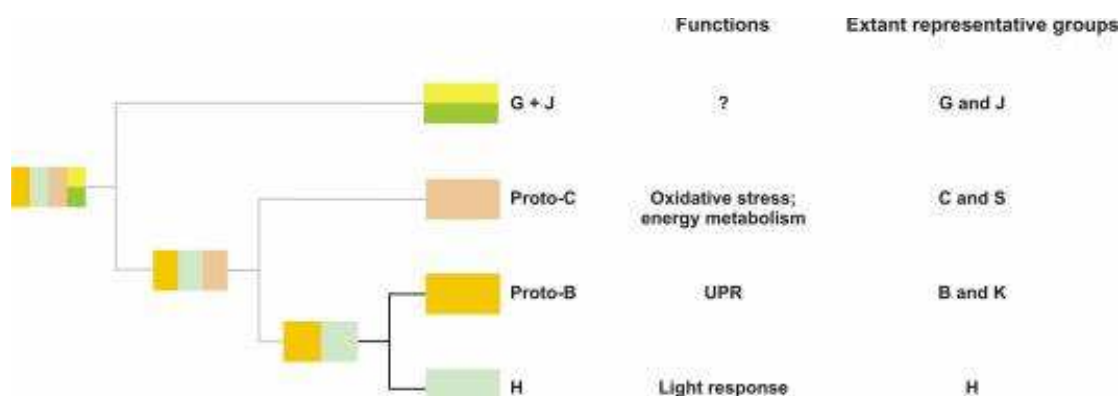 Functions Extant representative groups
G + J ? G and J
Proto-C Oxidative stress; C and S
energy metabolism
Proto-B UPR B and K
H Light response H